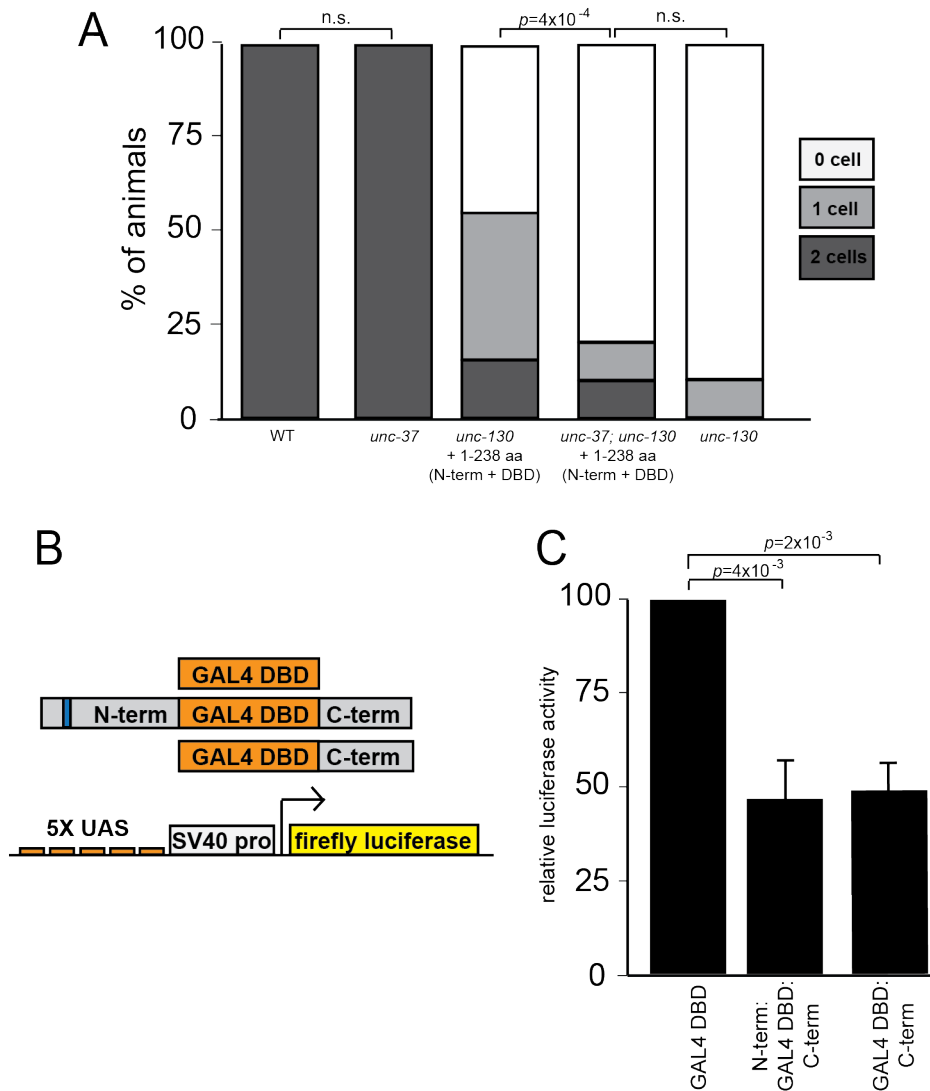 A
n.s.
p=4x10-4
n.s.
100
75
50
25
0
% of animals
0 cell
1 cell
2 cells
WT
unc-37
unc-130
+ 1-238 aa
(N-term + DBD)
unc-37; unc-130
+ 1-238 aa
(N-term + DBD)
unc-130
B
GAL4 DBD
N-term GAL4 DBD C-term
GAL4 DBD C-term
5X UAS
SV40 pro
firefly luciferase
C
p=2x10-3
p=4x10-3
100
75
50
25
0
relative luciferase activity
GAL4 DBD
N-term:
GAL4 DBD:
C-term
GAL4 DBD:
C-term